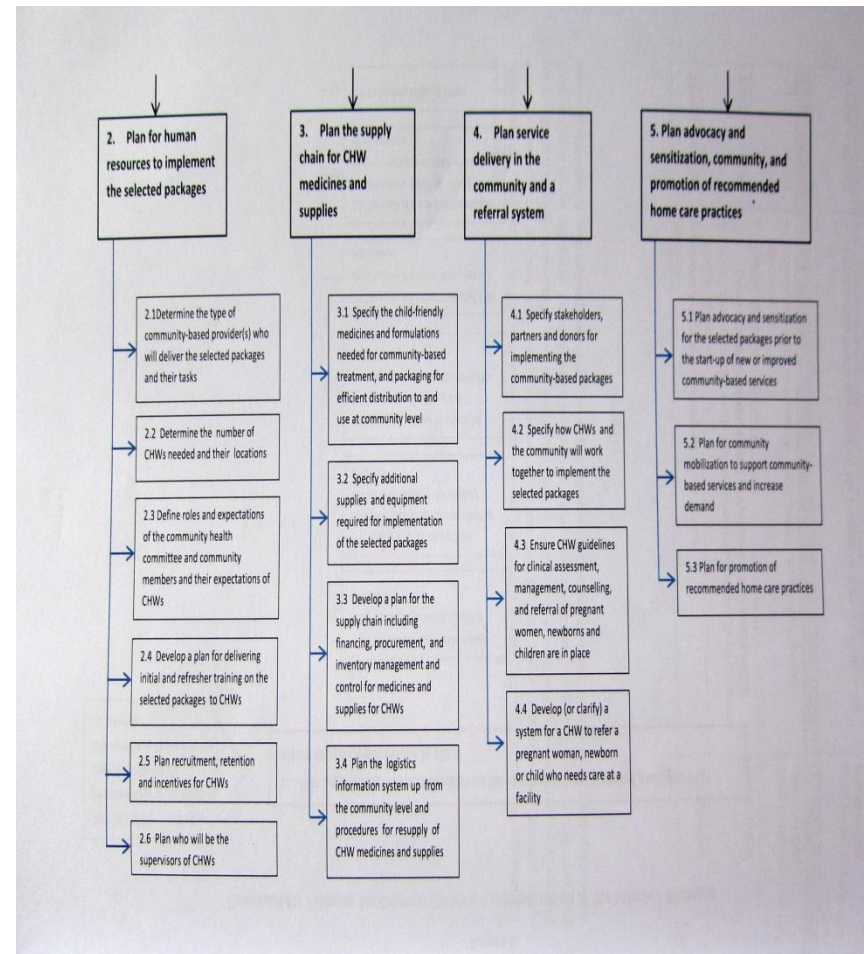 2. Plan for human
resources to implement
the selected packages
2.1Determine the type of
community-based provider(s) who
will deliver the selected packages
and their tasks
2.2 Determine the number of
CHWs needed and their locations
2.3 Define roles and expectations
of the community health
committee and community
members and their expectations of
CHWs
2.4 Develop a plan for delivering
initial and refresher training on the
selected packages to CHWs
2.5 Plan recruitment, retention
and incentives for CHWs
2.6 Plan who will be the
supervisors of CHWs
3. Plan the supply
chain for CHW
medicines and
supplies
3.1 Specify the child-friendly
medicines and formulations
needed for community-based
treatment, and packaging for
efficient distribution to and
use at community level
3.2 Specify additional
supplies and equipment
required for implementation
of the selected packages
3.3 Develop a plan for the
supply chain including
financing, procurement, and
inventory management and
control for medicines and
supplies for CHWs
3.4 Plan the logistics
information system up from
the community level and
procedures for resupply of
CHW medicines and supplies
4. Plan service
delivery in the
community and a
referral system
4.1 Specify stakeholders,
partners and donors for
implementing the
community-based packages
4.2 Specify how CHWs and
the community will work
together to implement the
selected packages
4.3 Ensure CHW guidelines
for clinical assessment,
management, counselling,
and referral of pregnant
women, newborns and
children are in place
4.4 Develop (or clarify) a
system for a CHW to refer a
pregnant woman, newborn
or child who needs care at a
facility
5. Plan advocacy and
sensitization, community, and
promotion of recommended
home care practices
5.1 Plan advocacy and sensitization
for the selected packages prior to
the start-up of new or improved
community-based services
5.2 Plan for community
mobilization to support community-
based services and increase
demand
5.3 Plan for promotion of
recommended home care practices